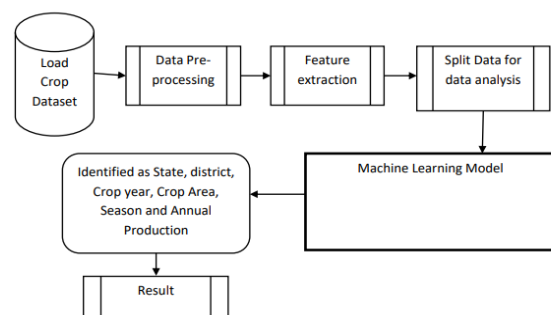 Load
Crop
Dataset
Data Pre-
processing
Feature
extraction
Split Data for
data analysis
Machine Learning Model
Identified as State, district,
Crop year, Crop Area,
Season and Annual
Production
Result